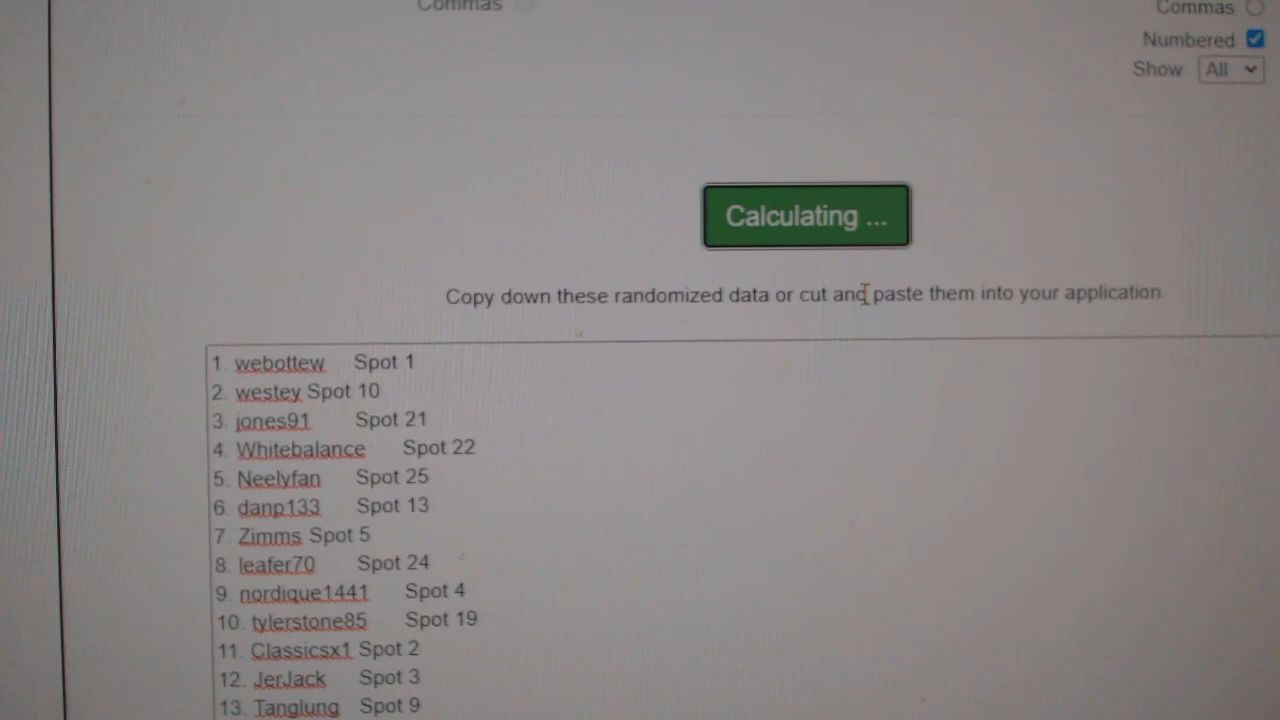 Commas Commas
Numbered
Show All
Calculating ...
Copy down these randomized data or cut and paste them into your application
1. webottew Spot 1
2. westey Spot 10
3. jones91 Spot 21
4. Whitebalance Spot 22
5. Neelyfan Spot 25
6. danp133 Spot 13
7. Zimms Spot 5
8. leafer70 Spot 24
9. nordique1441 Spot 4
10. tylerstone85 Spot 19
11. Classicsx1 Spot 2
12. JerJack Spot 3
13. Tanglung Spot 9